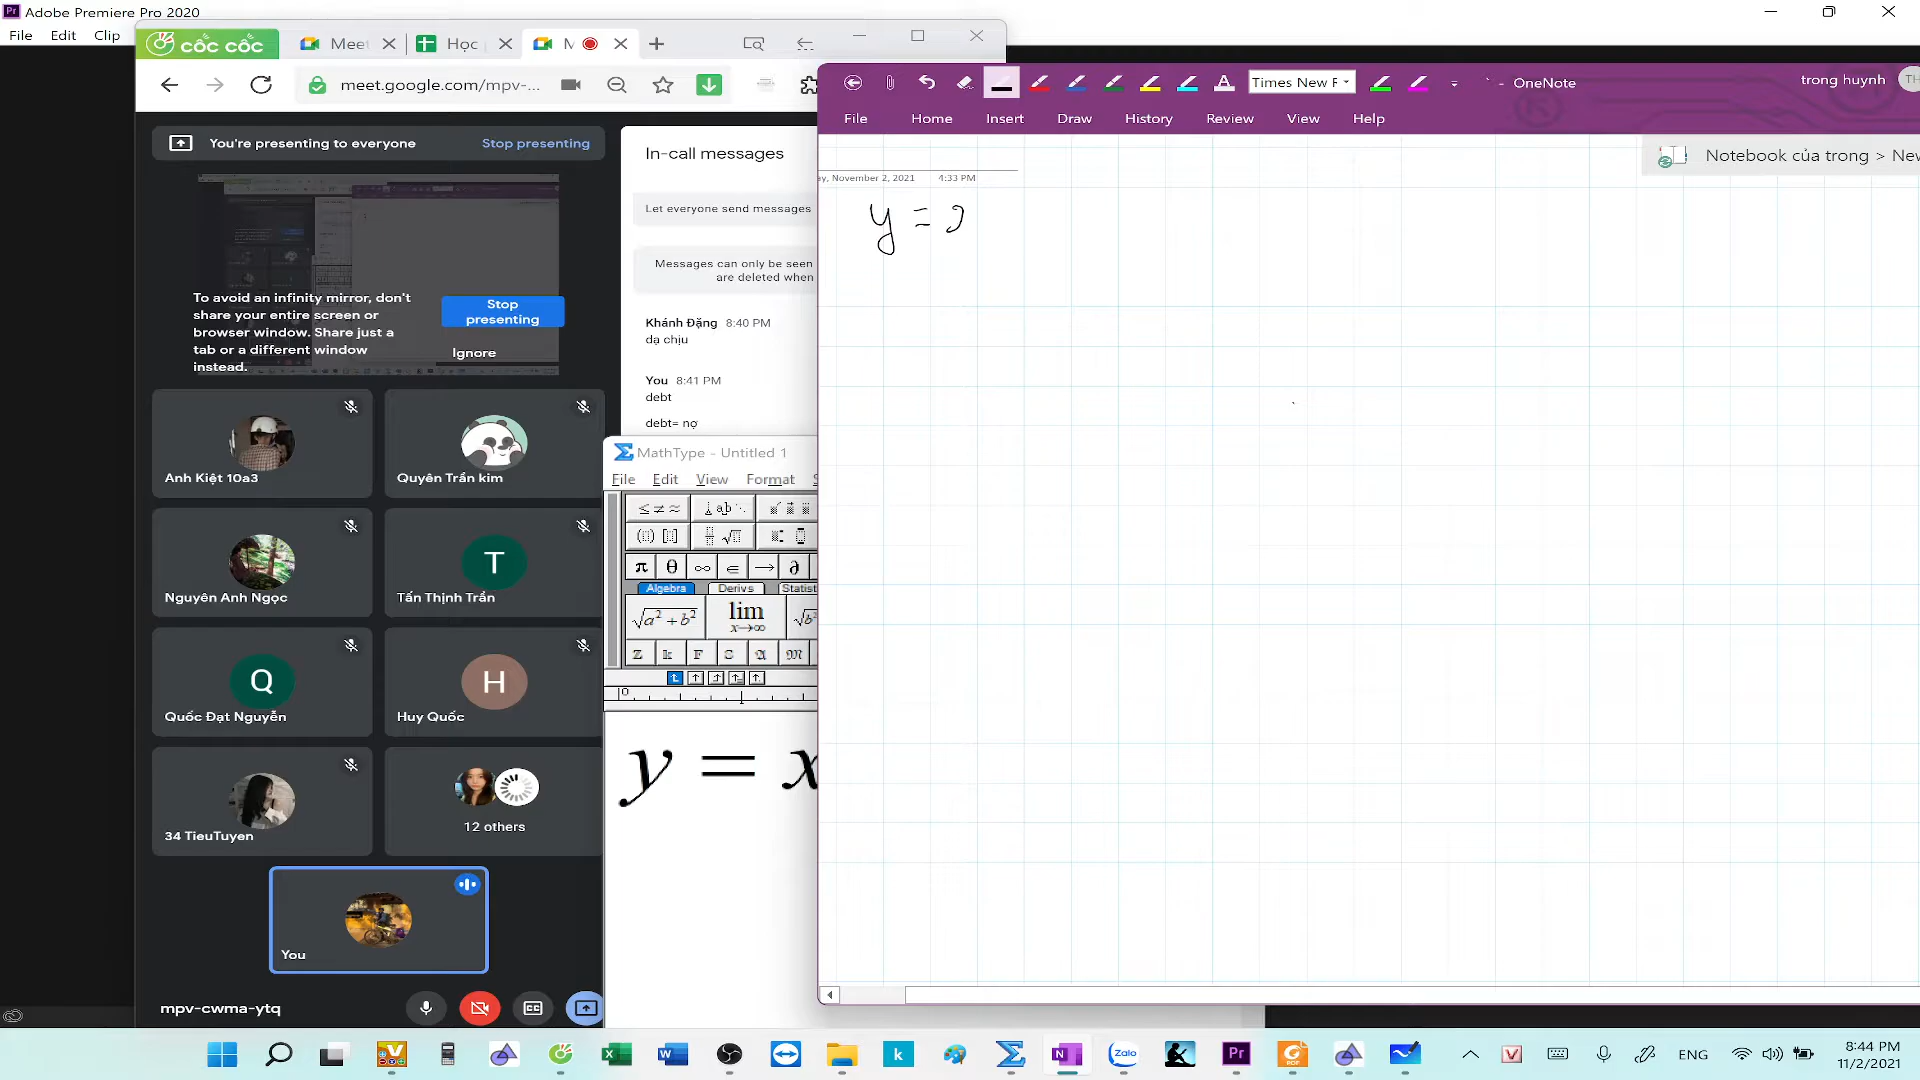 Adobe Premiere Pro 2020
File Edit Clip
cốc cốc
Meet
Học
M
meet.google.com/mpv-...
You're presenting to everyone
Stop presenting
To avoid an infinity mirror, don't
share your entire screen or
browser window. Share just a
tab or a different window
instead.
Stop
presenting
Ignore
Anh Kiệt 10a3
Quyên Trần kim
Nguyên Anh Ngọc
T
Tấn Thịnh Trần
Q
Quốc Đạt Nguyễn
H
Huy Quốc
34 TieuTuyen
12 others
You
mpv-cwma-ytq
In-call messages
Let everyone send messages
Messages can only be seen
are deleted when
Khánh Đặng 8:40 PM
dạ chịu
You 8:41 PM
debt
debt= nợ
MathType - Untitled 1
File Edit View Format
Algebra Derivs Statist
√a² + b² lim x→∞
y = x
Times New F
- OneNote
trong huynh
TH
File Home Insert Draw History Review View Help
Notebook của trong > New
ay, November 2, 2021 4:33 PM
y =
Zalo
ENG
8:44 PM
11/2/2021